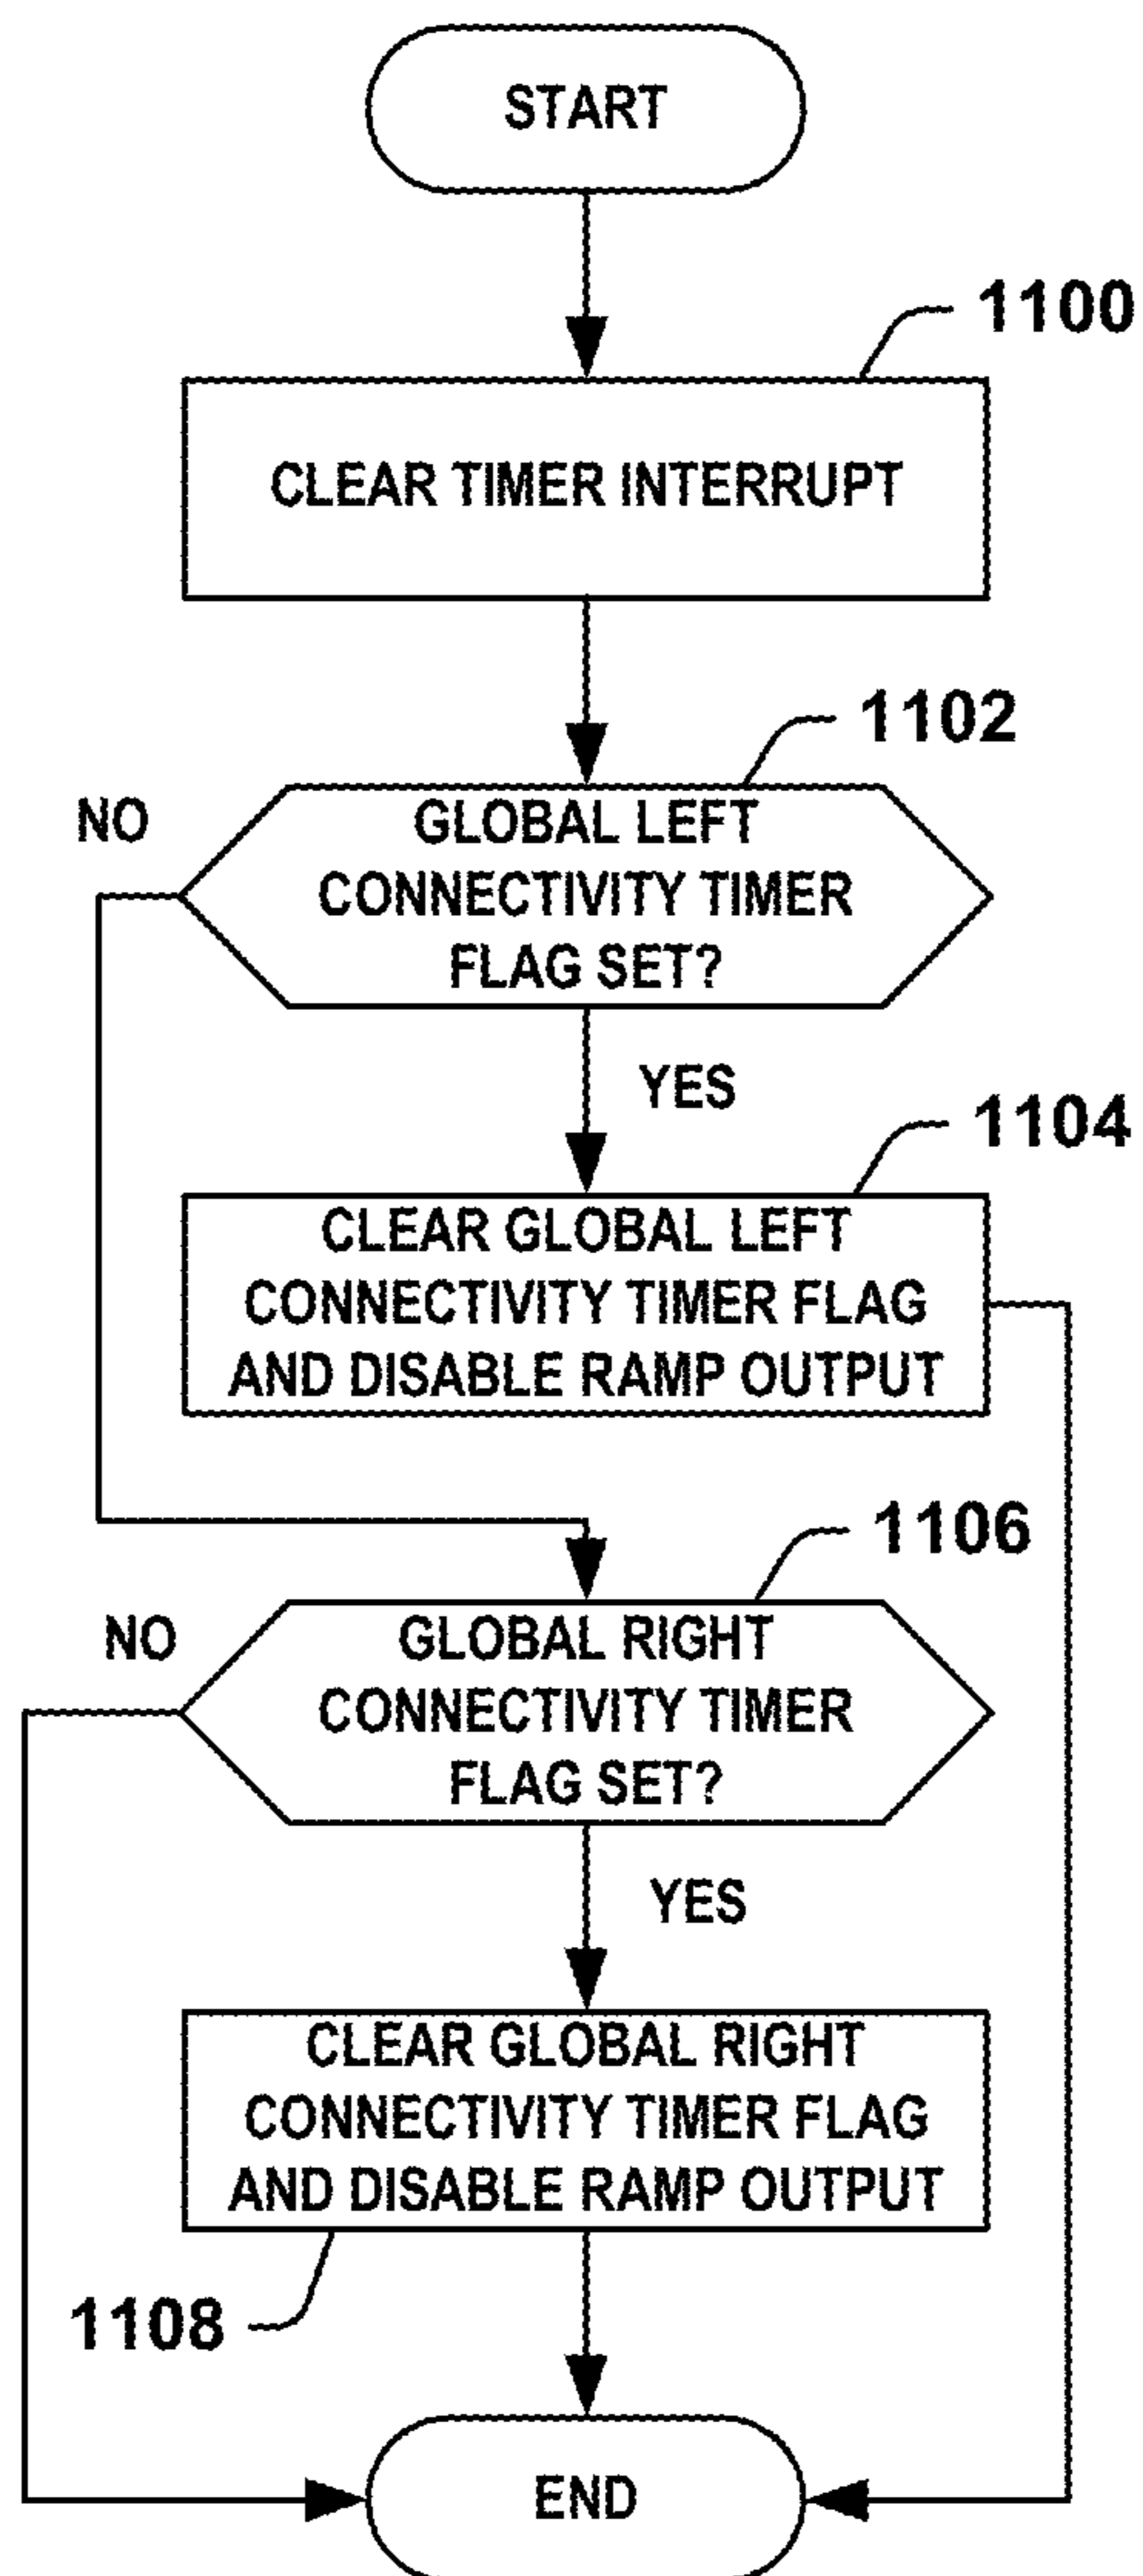 START
1100
CLEAR TIMER INTERRUPT
1102
NO
GLOBAL LEFT
CONNECTIVITY TIMER
FLAG SET?
YES
1104
CLEAR GLOBAL LEFT
CONNECTIVITY TIMER FLAG
AND DISABLE RAMP OUTPUT
1106
NO
GLOBAL RIGHT
CONNECTIVITY TIMER
FLAG SET?
YES
CLEAR GLOBAL RIGHT
CONNECTIVITY TIMER FLAG
AND DISABLE RAMP OUTPUT
1108
END